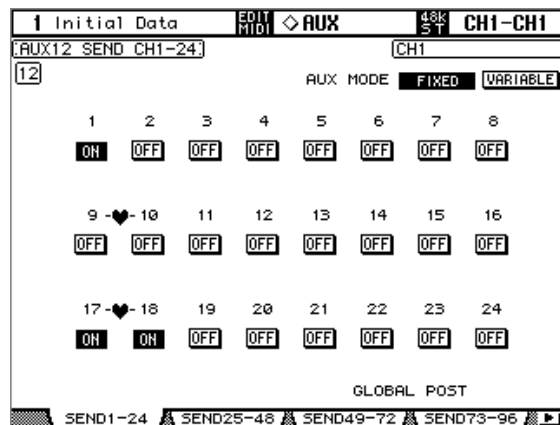 1 Initial Data EDIT MIDI ◇AUX 48k ST CH1-CH1
AUX12 SEND CH1-24 CH1
12 AUX MODE FIXED VARIABLE
1 2 3 4 5 6 7 8
ON OFF OFF OFF OFF OFF OFF OFF
9 -♥- 10 11 12 13 14 15 16
OFF OFF OFF OFF OFF OFF OFF OFF
17 -♥- 18 19 20 21 22 23 24
ON ON OFF OFF OFF OFF OFF OFF
GLOBAL POST
SEND1-24 SEND25-48 SEND49-72 SEND73-96